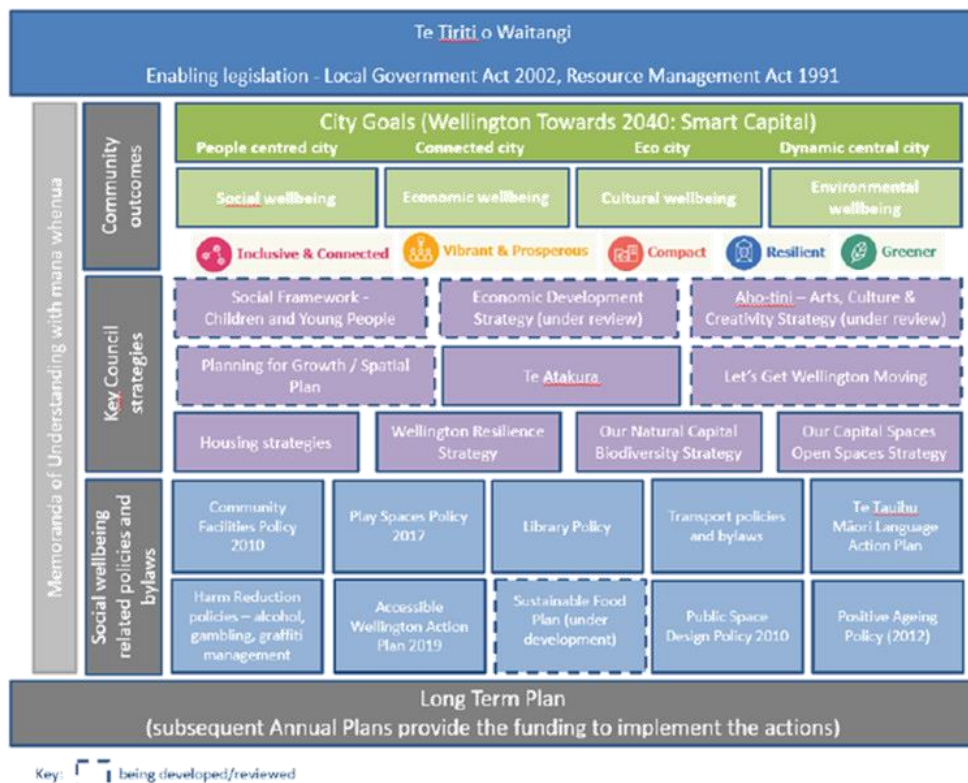 Te Tiriti o Waitangi
Enabling legislation - Local Government Act 2002, Resource Management Act 1991
Memoranda of Understanding with mana whenua
Community
outcomes
City Goals (Wellington Towards 2040: Smart Capital)
People centred city Connected city Eco city Dynamic central city
Social wellbeing
Economic wellbeing
Cultural wellbeing
Environmental
wellbeing
Inclusive & Connected
Vibrant & Prosperous
Compact
Resilient
Greener
Key Council
strategies
Social Framework -
Children and Young People
Economic Development
Strategy (under review)
Aho-tini – Arts, Culture &
Creativity Strategy (under review)
Planning for Growth / Spatial
Plan
Te Atakura
Let's Get Wellington Moving
Housing strategies
Wellington Resilience
Strategy
Our Natural Capital
Biodiversity Strategy
Our Capital Spaces
Open Spaces Strategy
Social wellbeing
related policies and
bylaws
Community
Facilities Policy
2010
Play Spaces Policy
2017
Library Policy
Transport policies
and bylaws
Te Tauihu
Māori Language
Action Plan
Harm Reduction
policies – alcohol,
gambling, graffiti
management
Accessible
Wellington Action
Plan 2019
Sustainable Food
Plan (under
development)
Public Space
Design Policy 2010
Positive Ageing
Policy (2012)
Long Term Plan
(subsequent Annual Plans provide the funding to implement the actions)
Key: being developed/reviewed